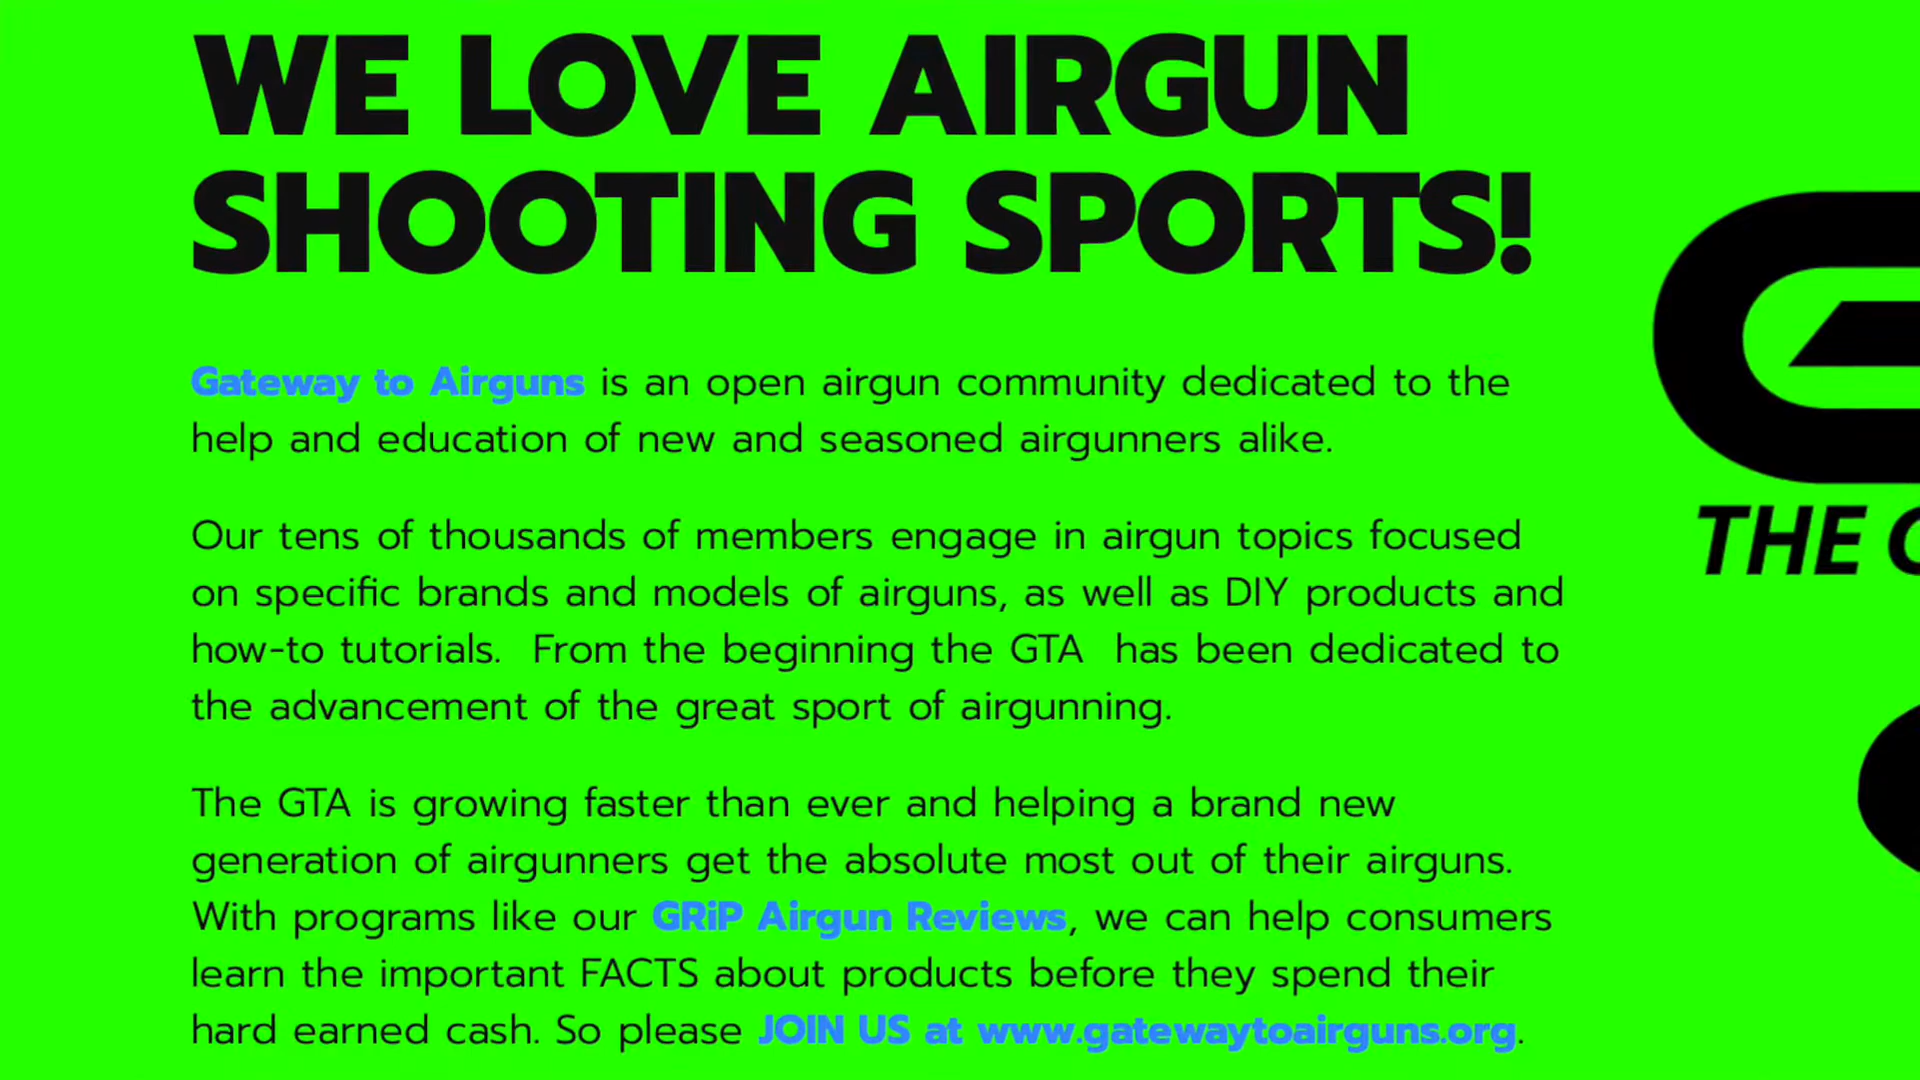 WE LOVE AIRGUN
SHOOTING SPORTS!
Gateway to Airguns is an open airgun community dedicated to the
help and education of new and seasoned airgunners alike.
Our tens of thousands of members engage in airgun topics focused
on specific brands and models of airguns, as well as DIY products and
how-to tutorials.  From the beginning the GTA  has been dedicated to
the advancement of the great sport of airgunning.
The GTA is growing faster than ever and helping a brand new
generation of airgunners get the absolute most out of their airguns.
With programs like our GRiP Airgun Reviews, we can help consumers
learn the important FACTS about products before they spend their
hard earned cash. So please JOIN US at www.gatewaytoairguns.org.
THE